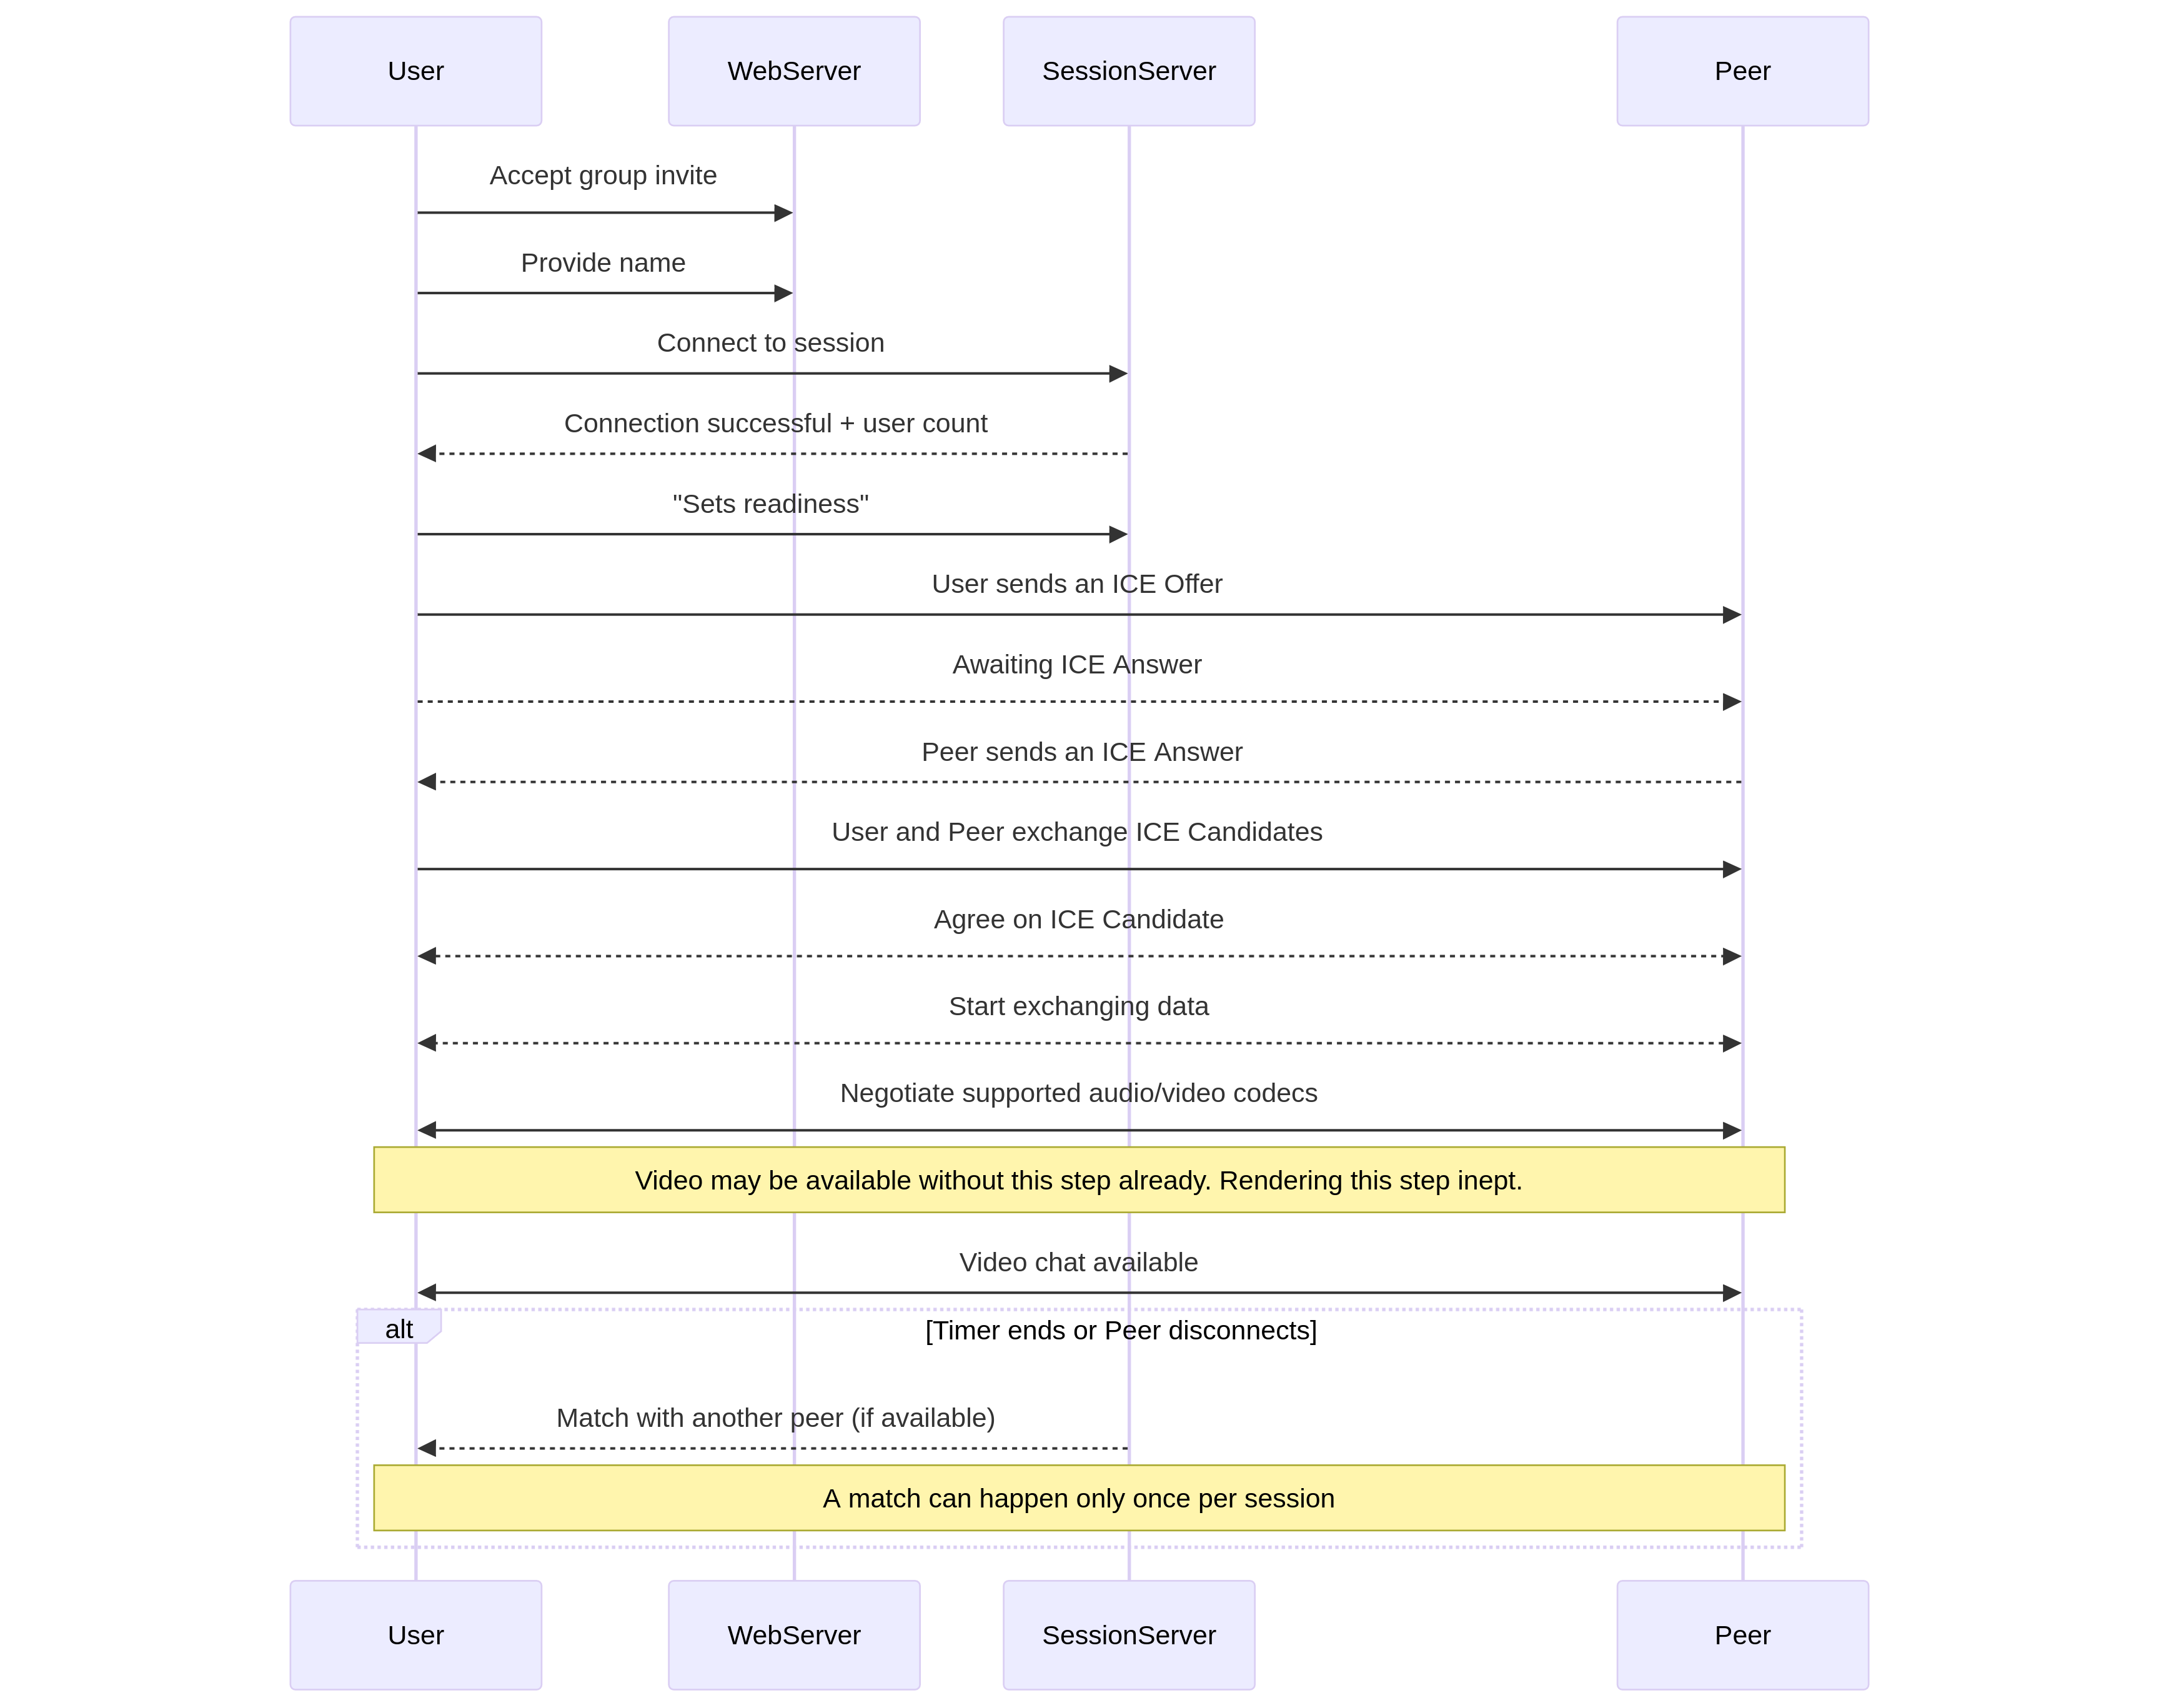 User
WebServer
SessionServer
Peer
Accept group invite
Provide name
Connect to session
Connection successful + user count
"Sets readiness"
User sends an ICE Offer
Awaiting ICE Answer
Peer sends an ICE Answer
User and Peer exchange ICE Candidates
Agree on ICE Candidate
Start exchanging data
Negotiate supported audio/video codecs
Video may be available without this step already. Rendering this step inept.
Video chat available
alt
[Timer ends or Peer disconnects]
Match with another peer (if available)
A match can happen only once per session
User
WebServer
SessionServer
Peer